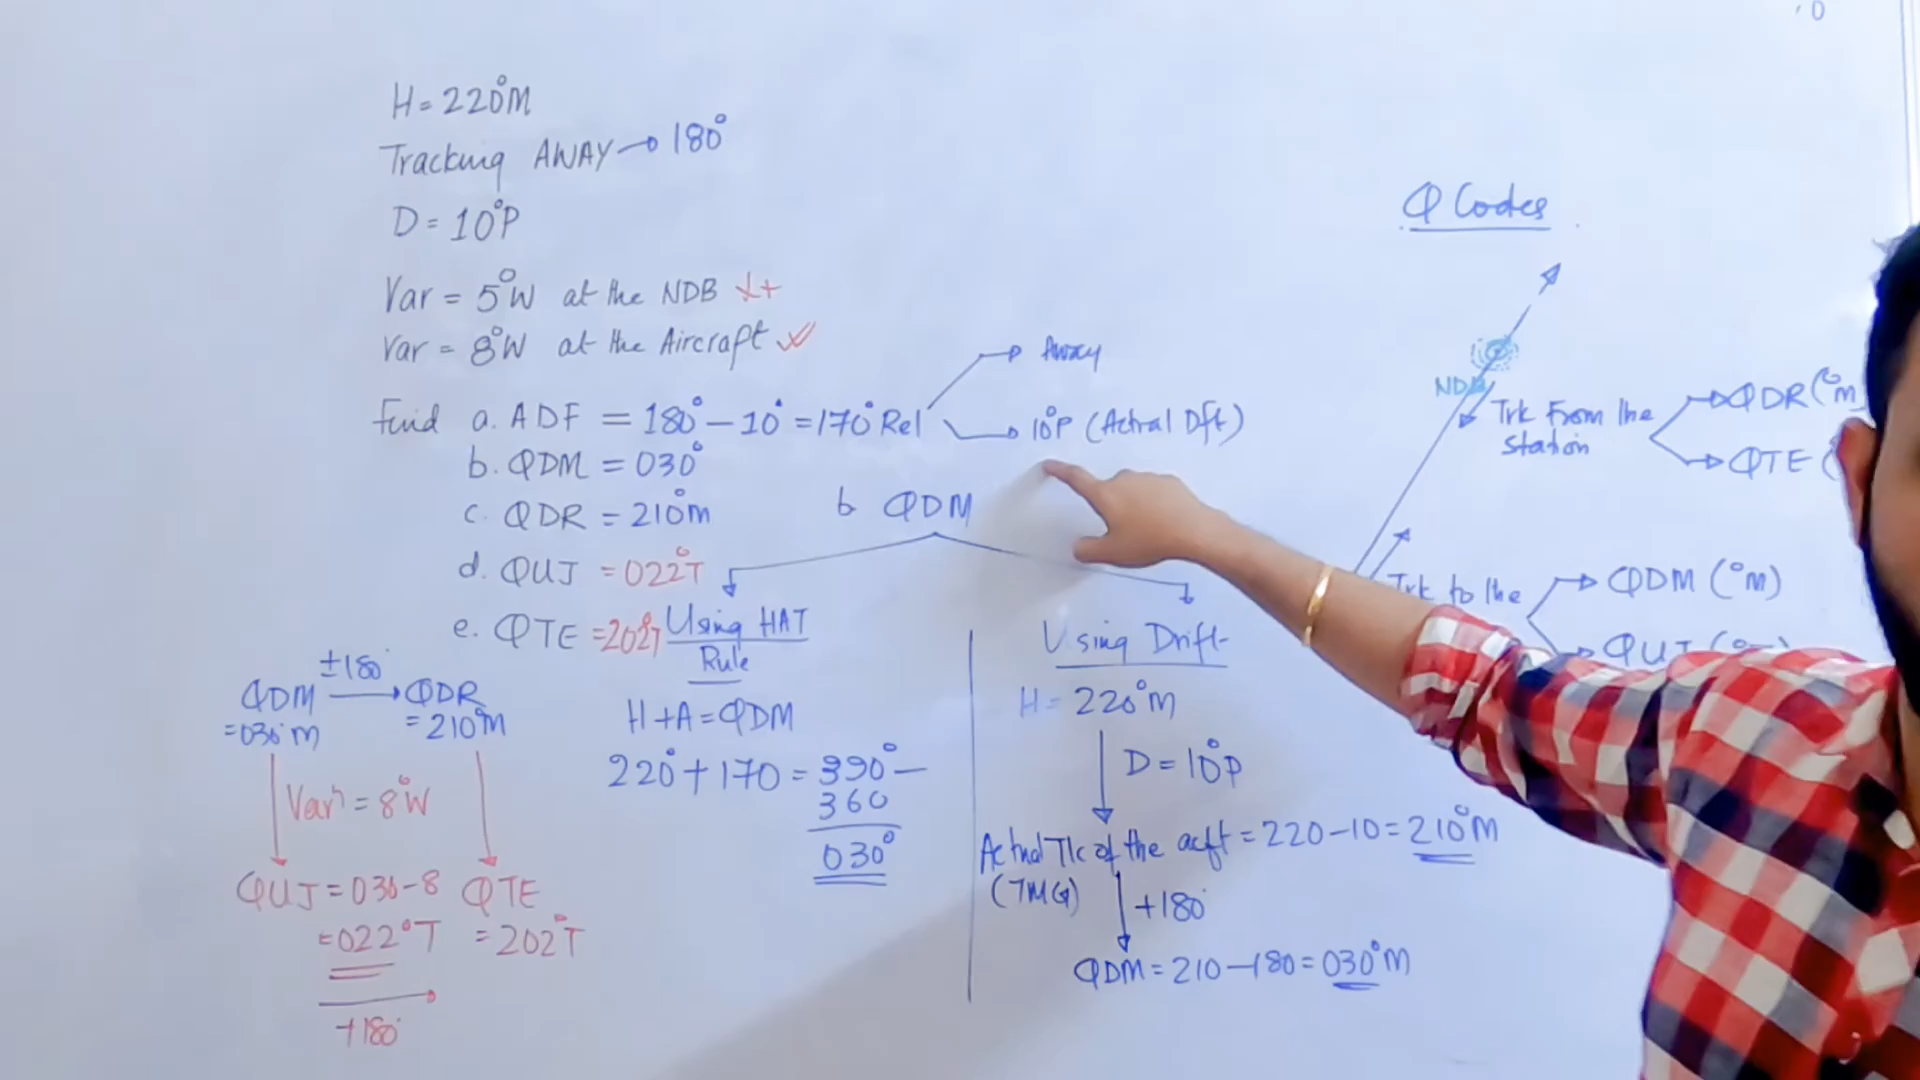 H = 220°M
Tracking AWAY → 180°
D = 10°P
Var = 5°W at the NDB
Var = 8°W at the Aircraft ✓
Find a. ADF = 180° - 10° = 170° Rel
Away
10°P (Actual Dft)
b. QDM = 030°
c. QDR = 210°m
d. QUJ = 022°T
e. QTE = 202°T
b QDM
Using HAT
Rule
H + A = QDM
220° + 170 = 390° -
360
030°
Using Drift
H = 220°M
D = 10°P
Actual Tk of the acft = 220 - 10 = 210°M
(TMG)
+180°
QDM = 210 - 180 = 030°M
QDM ±180° → QDR
= 030°M = 210°M
Varⁿ = 8°W
QUJ = 030 - 8 QTE
= 022°T = 202°T
+180°
Q Codes
NDB
Trk From the
Station
QDR (°m)
QTE (
Trk to the
QDM (°M)
QUJ (°